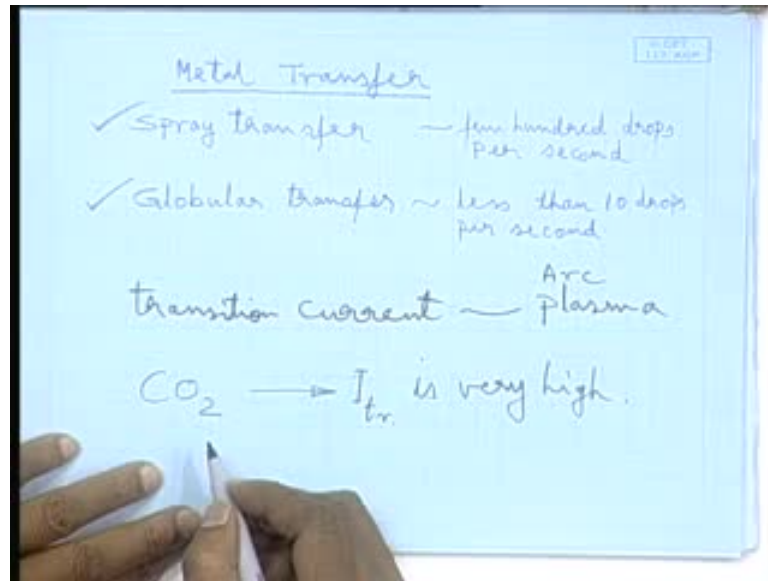 Metal Transfer
✓ Spray transfer ~ few hundred drops
per second
✓ Globular transfer ~ less than 10 drops
per second
Arc
transition current ~ plasma
CO₂ → I_tr. is very high.